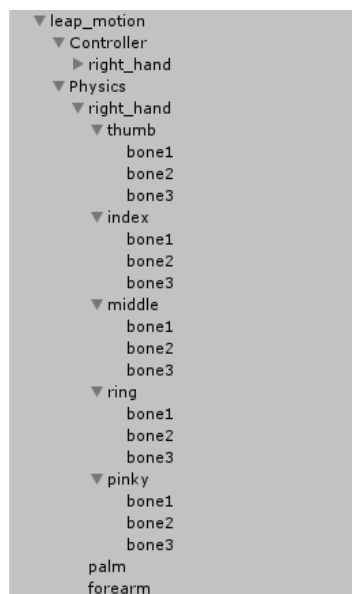 leap_motion
Controller
right_hand
Physics
right_hand
thumb
bone1
bone2
bone3
index
bone1
bone2
bone3
middle
bone1
bone2
bone3
ring
bone1
bone2
bone3
pinky
bone1
bone2
bone3
palm
forearm